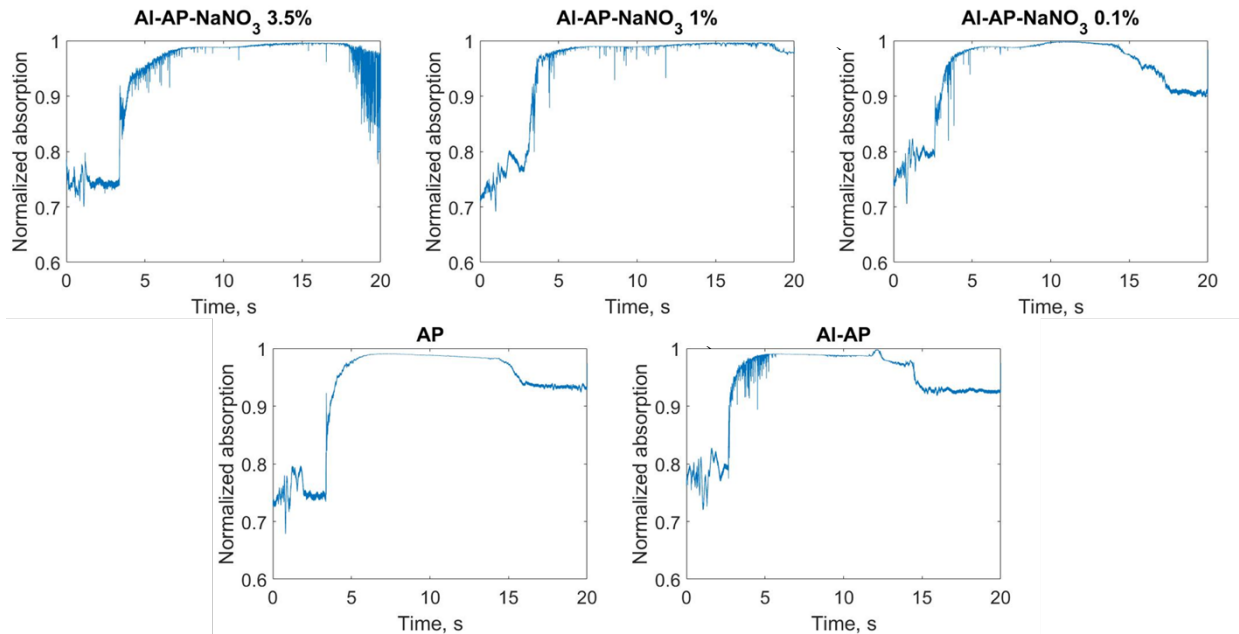 Al-AP-NaNO3 3.5%
Normalized absorption
1
0.9
0.8
0.7
0.6
0 5 10 15 20
Time, s
Al-AP-NaNO3 1%
Normalized absorption
1
0.9
0.8
0.7
0.6
0 5 10 15 20
Time, s
Al-AP-NaNO3 0.1%
Normalized absorption
1
0.9
0.8
0.7
0.6
0 5 10 15 20
Time, s
AP
Normalized absorption
1
0.9
0.8
0.7
0.6
0 5 10 15 20
Time, s
Al-AP
Normalized absorption
1
0.9
0.8
0.7
0.6
0 5 10 15 20
Time, s